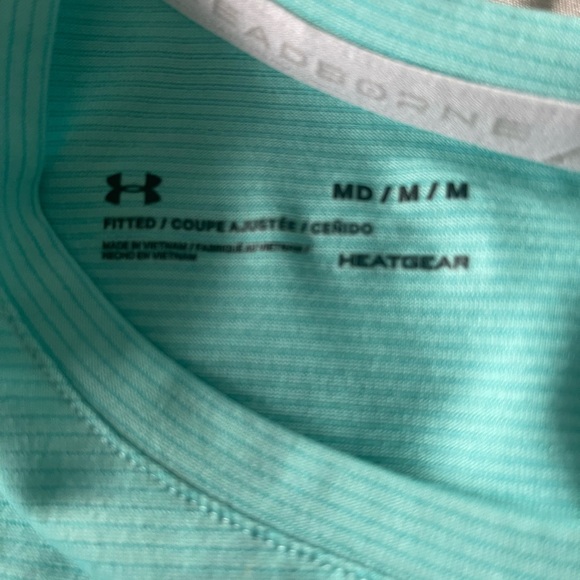 EADBORNE
MD / M / M
FITTED / COUPE AJUSTÉE / CEÑIDO
MADE IN VIETNAM / FABRIQUÉ AU VIETNAM /
HECHO EN VIETNAM
HEATGEAR